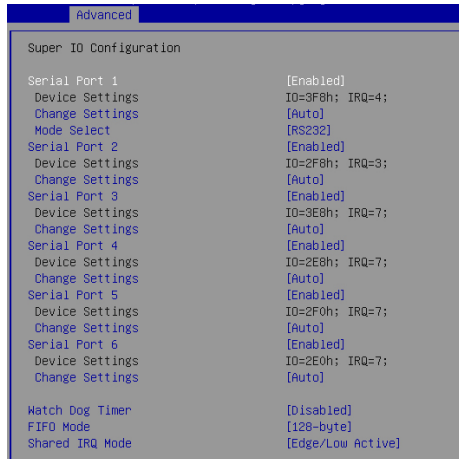 Advanced
Super IO Configuration
Serial Port 1 [Enabled]
Device Settings IO=3F8h; IRQ=4;
Change Settings [Auto]
Mode Select [RS232]
Serial Port 2 [Enabled]
Device Settings IO=2F8h; IRQ=3;
Change Settings [Auto]
Serial Port 3 [Enabled]
Device Settings IO=3E8h; IRQ=7;
Change Settings [Auto]
Serial Port 4 [Enabled]
Device Settings IO=2E8h; IRQ=7;
Change Settings [Auto]
Serial Port 5 [Enabled]
Device Settings IO=2F0h; IRQ=7;
Change Settings [Auto]
Serial Port 6 [Enabled]
Device Settings IO=2E0h; IRQ=7;
Change Settings [Auto]
Watch Dog Timer [Disabled]
FIFO Mode [128-byte]
Shared IRQ Mode [Edge/Low Active]